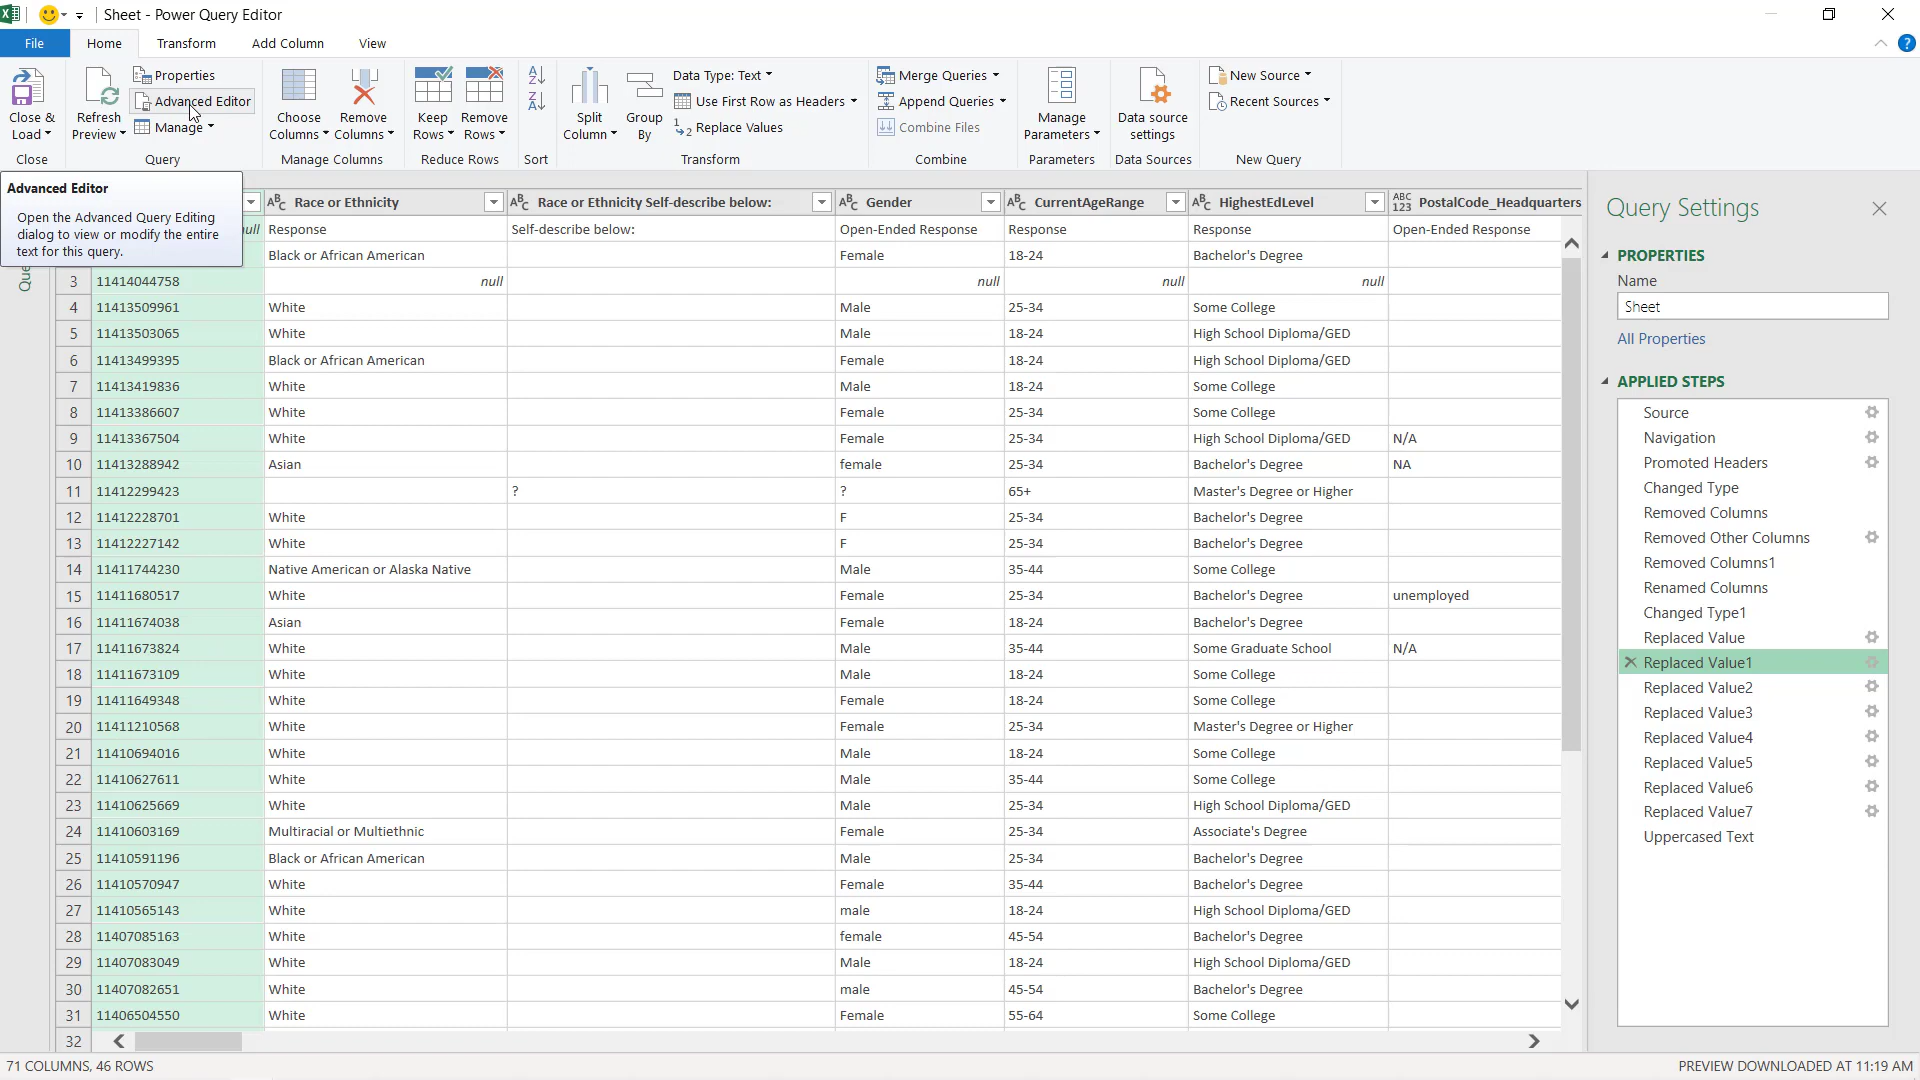 Sheet - Power Query Editor
File Home Transform Add Column View
?
Close & Load
Refresh Preview
Properties
Advanced Editor
Manage
Choose Columns
Remove Columns
Keep Rows
Remove Rows
Split Column
Group By
Data Type: Text
Use First Row as Headers
Replace Values
Merge Queries
Append Queries
Combine Files
Manage Parameters
Data source settings
New Source
Recent Sources
Close Query Manage Columns Reduce Rows Sort Transform Combine Parameters Data Sources New Query
Advanced Editor
Open the Advanced Query Editing
dialog to view or modify the entire
text for this query.
Race or Ethnicity Race or Ethnicity Self-describe below: Gender CurrentAgeRange HighestEdLevel PostalCode_Headquarters
null Response Self-describe below: Open-Ended Response Response Response Open-Ended Response
Black or African American Female 18-24 Bachelor's Degree
3 11414044758 null null null null
4 11413509961 White Male 25-34 Some College
5 11413503065 White Male 18-24 High School Diploma/GED
6 11413499395 Black or African American Female 18-24 High School Diploma/GED
7 11413419836 White Male 18-24 Some College
8 11413386607 White Female 25-34 Some College
9 11413367504 White Female 25-34 High School Diploma/GED N/A
10 11413288942 Asian female 25-34 Bachelor's Degree NA
11 11412299423 ? ? 65+ Master's Degree or Higher
12 11412228701 White F 25-34 Bachelor's Degree
13 11412227142 White F 25-34 Bachelor's Degree
14 11411744230 Native American or Alaska Native Male 35-44 Some College
15 11411680517 White Female 25-34 Bachelor's Degree unemployed
16 11411674038 Asian Female 18-24 Bachelor's Degree
17 11411673824 White Male 35-44 Some Graduate School N/A
18 11411673109 White Male 18-24 Some College
19 11411649348 White Female 18-24 Some College
20 11411210568 White Female 25-34 Master's Degree or Higher
21 11410694016 White Male 18-24 Some College
22 11410627611 White Male 35-44 Some College
23 11410625669 White Male 25-34 High School Diploma/GED
24 11410603169 Multiracial or Multiethnic Female 25-34 Associate's Degree
25 11410591196 Black or African American Male 25-34 Bachelor's Degree
26 11410570947 White Female 35-44 Bachelor's Degree
27 11410565143 White male 18-24 High School Diploma/GED
28 11407085163 White female 45-54 Bachelor's Degree
29 11407083049 White Male 18-24 High School Diploma/GED
30 11407082651 White male 45-54 Bachelor's Degree
31 11406504550 White Female 55-64 Some College
32
Query Settings
PROPERTIES
Name
Sheet
All Properties
APPLIED STEPS
Source
Navigation
Promoted Headers
Changed Type
Removed Columns
Removed Other Columns
Removed Columns1
Renamed Columns
Changed Type1
Replaced Value
Replaced Value1
Replaced Value2
Replaced Value3
Replaced Value4
Replaced Value5
Replaced Value6
Replaced Value7
Uppercased Text
71 COLUMNS, 46 ROWS
PREVIEW DOWNLOADED AT 11:19 AM